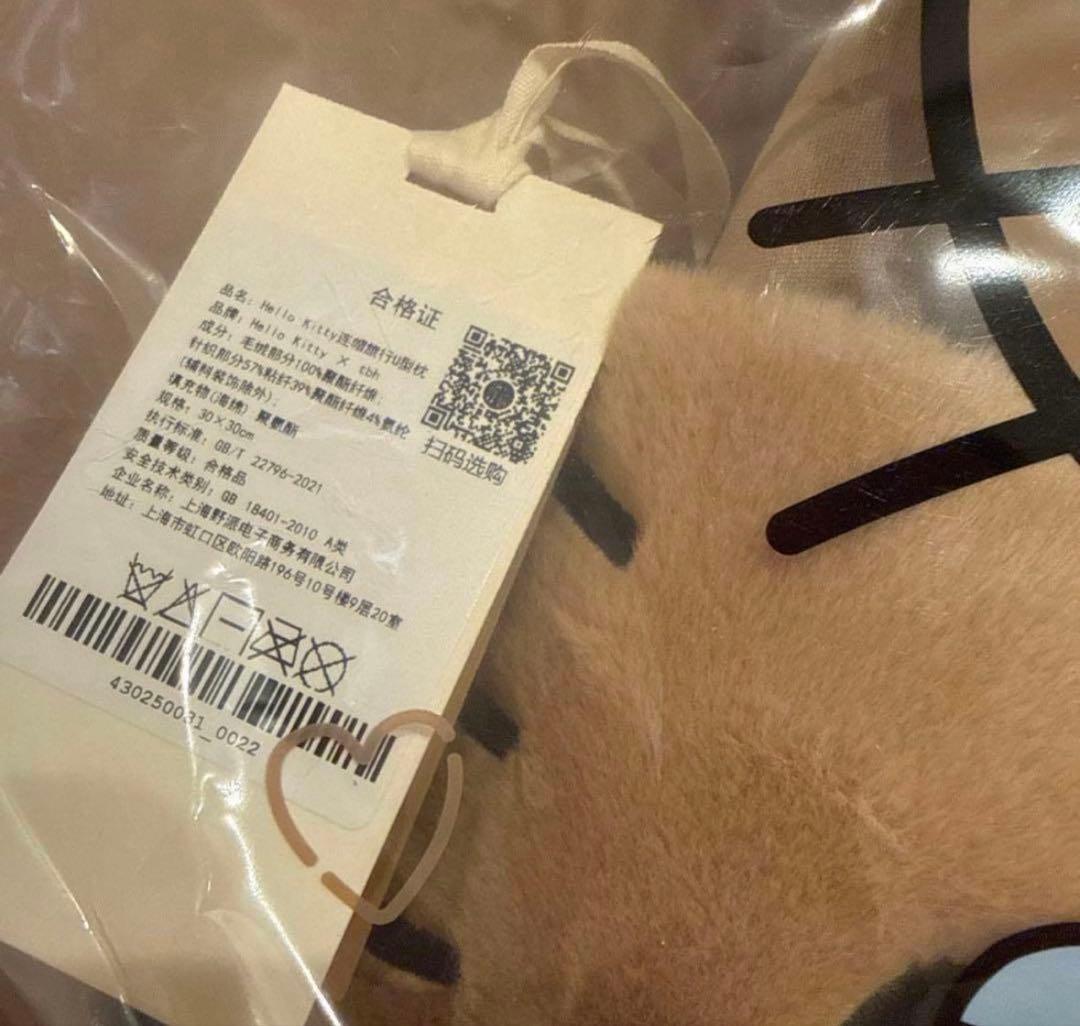 合格证
品名：Hello Kitty连帽旅行U型枕
品牌：Hello Kitty × tbh
成分：毛绒部分100%聚酯纤维；
针织部分57%粘纤39%聚酯纤维4%氨纶
(辅料装饰除外)；
填充物(海绵) 聚氨酯
规格：30×30cm
执行标准：GB/T 22796-2021
质量等级：合格品
安全技术类别：GB 18401-2010 A类
企业名称：上海野派电子商务有限公司
地址：上海市虹口区欧阳路196号10号楼9层20室
扫码选购
430250031_0022